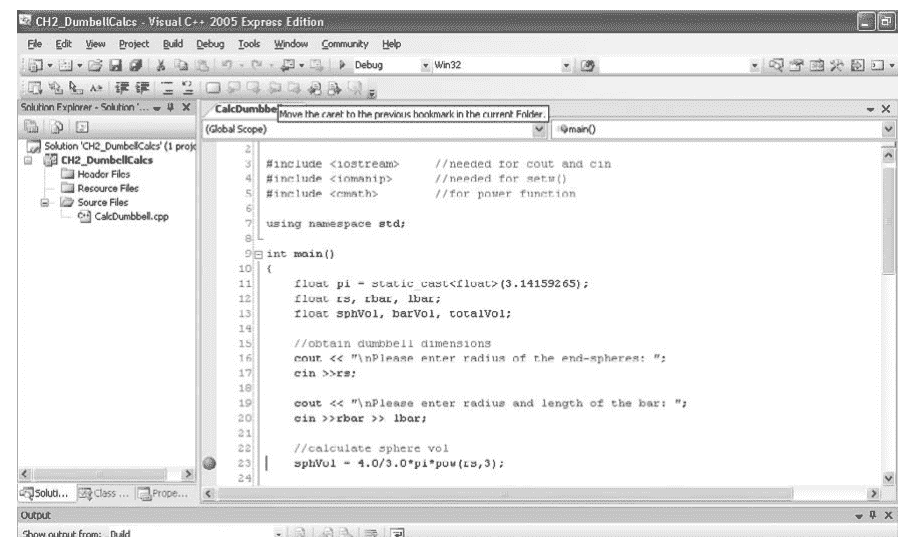 CH2_DumbellCalcs - Visual C++ 2005 Express Edition
File Edit View Project Build Debug Tools Window Community Help
Debug Win32
Solution Explorer - Solution '...
CalcDumbbe
Move the caret to the previous bookmark in the current Folder.
(Global Scope) main()
Solution 'CH2_DumbellCalcs' (1 proje
CH2_DumbellCalcs
Header Files
Resource Files
Source Files
CalcDumbbell.cpp
2
3 #include <iostream> //needed for cout and cin
4 #include <iomanip> //needed for setw()
5 #include <cmath> //for power function
6
7 using namespace std;
8
9 int main()
10 {
11 float pi = static_cast<float>(3.14159265);
12 float rs, rbar, lbar;
13 float sphVol, barVol, totalVol;
14
15 //obtain dumbbell dimensions
16 cout << "\nPlease enter radius of the end-spheres: ";
17 cin >>rs;
18
19 cout << "\nPlease enter radius and length of the bar: ";
20 cin >>rbar >> lbar;
21
22 //calculate sphere vol
23 sphVol = 4.0/3.0*pi*pow(rs,3);
24
Soluti... Class ... Prope...
Output
Show output from: Build